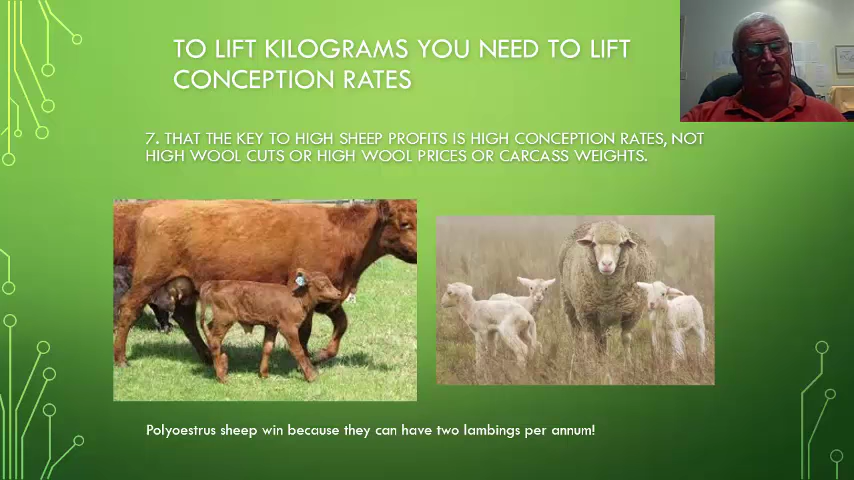 TO LIFT KILOGRAMS YOU NEED TO LIFT
CONCEPTION RATES
7. THAT THE KEY TO HIGH SHEEP PROFITS IS HIGH CONCEPTION RATES, NOT
HIGH WOOL CUTS OR HIGH WOOL PRICES OR CARCASS WEIGHTS.
Polyoestrus sheep win because they can have two lambings per annum!